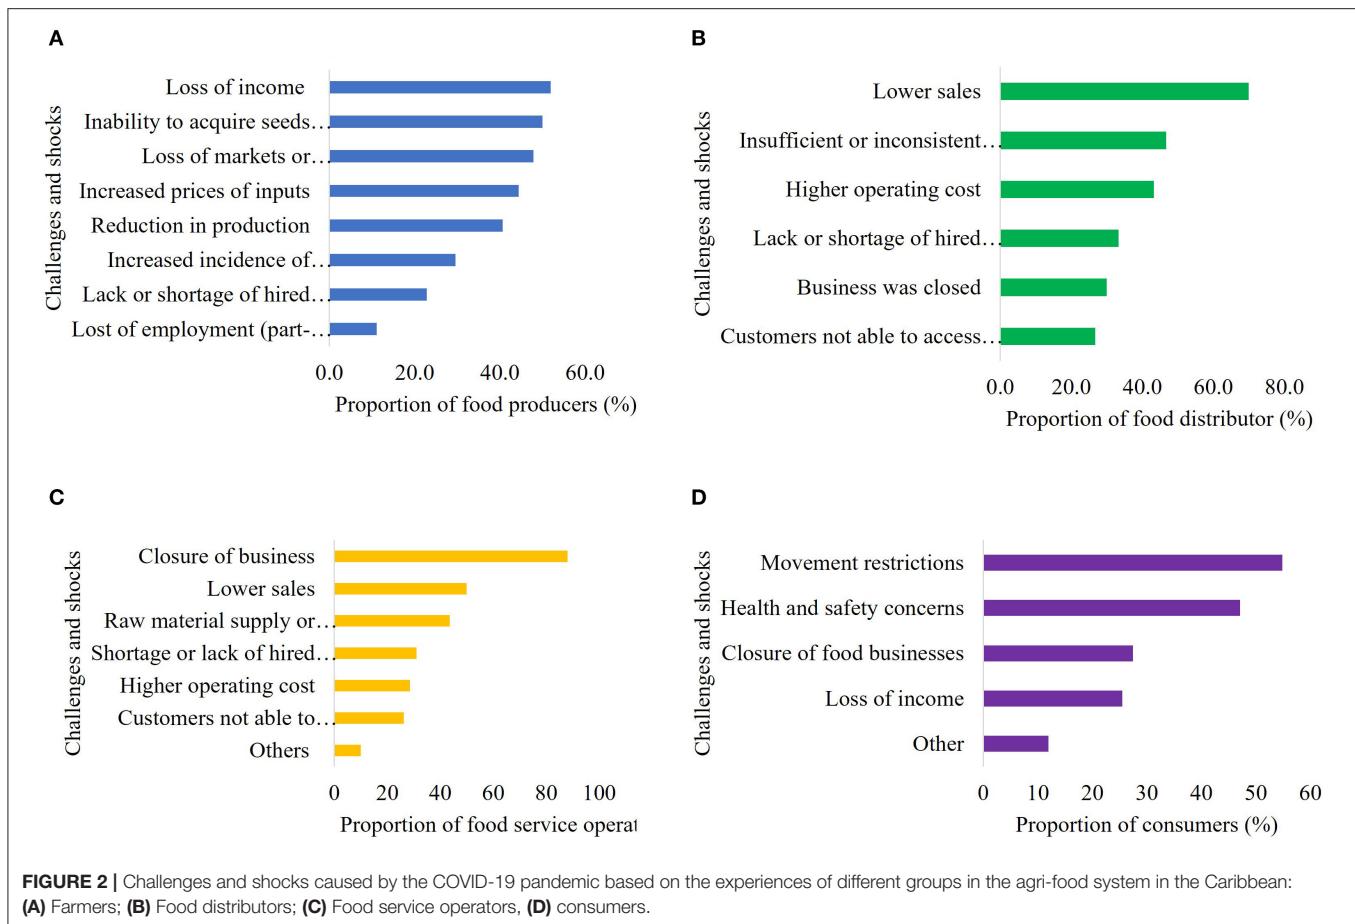 A
Challenges and shocks
Loss of income
Inability to acquire seeds…
Loss of markets or…
Increased prices of inputs
Reduction in production
Increased incidence of…
Lack or shortage of hired…
Lost of employment (part-…
0.0 20.0 40.0 60.0
Proportion of food producers (%)
B
Challenges and shocks
Lower sales
Insufficient or inconsistent…
Higher operating cost
Lack or shortage of hired…
Business was closed
Customers not able to access…
0.0 20.0 40.0 60.0 80.0
Proportion of food distributor (%)
C
Challenges and shocks
Closure of business
Lower sales
Raw material supply or…
Shortage or lack of hired…
Higher operating cost
Customers not able to…
Others
0 20 40 60 80 100
Proportion of food service operat
D
Challenges and shocks
Movement restrictions
Health and safety concerns
Closure of food businesses
Loss of income
Other
0 10 20 30 40 50 60
Proportion of consumers (%)
FIGURE 2 | Challenges and shocks caused by the COVID-19 pandemic based on the experiences of different groups in the agri-food system in the Caribbean:
(A) Farmers; (B) Food distributors; (C) Food service operators, (D) consumers.